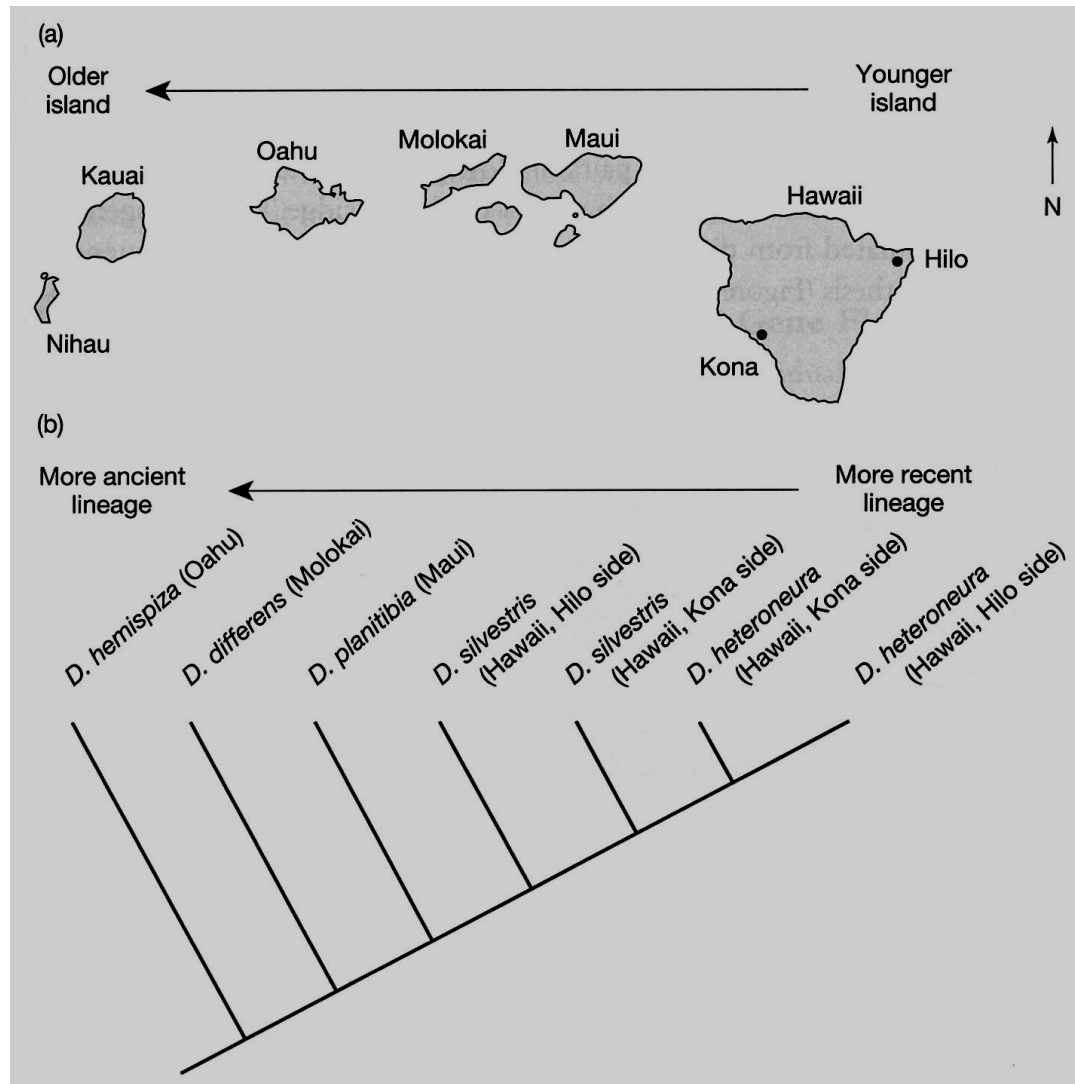 (a)
Older
island
Younger
island
Kauai
Oahu
Molokai
Maui
Hawaii
N
Hilo
Kona
Nihau
(b)
More ancient
lineage
More recent
lineage
D. hemispiza (Oahu)
D. differens (Molokai)
D. planitibia (Maui)
D. silvestris
(Hawaii, Hilo side)
D. silvestris
(Hawaii, Kona side)
D. heteroneura
(Hawaii, Kona side)
D. heteroneura
(Hawaii, Hilo side)